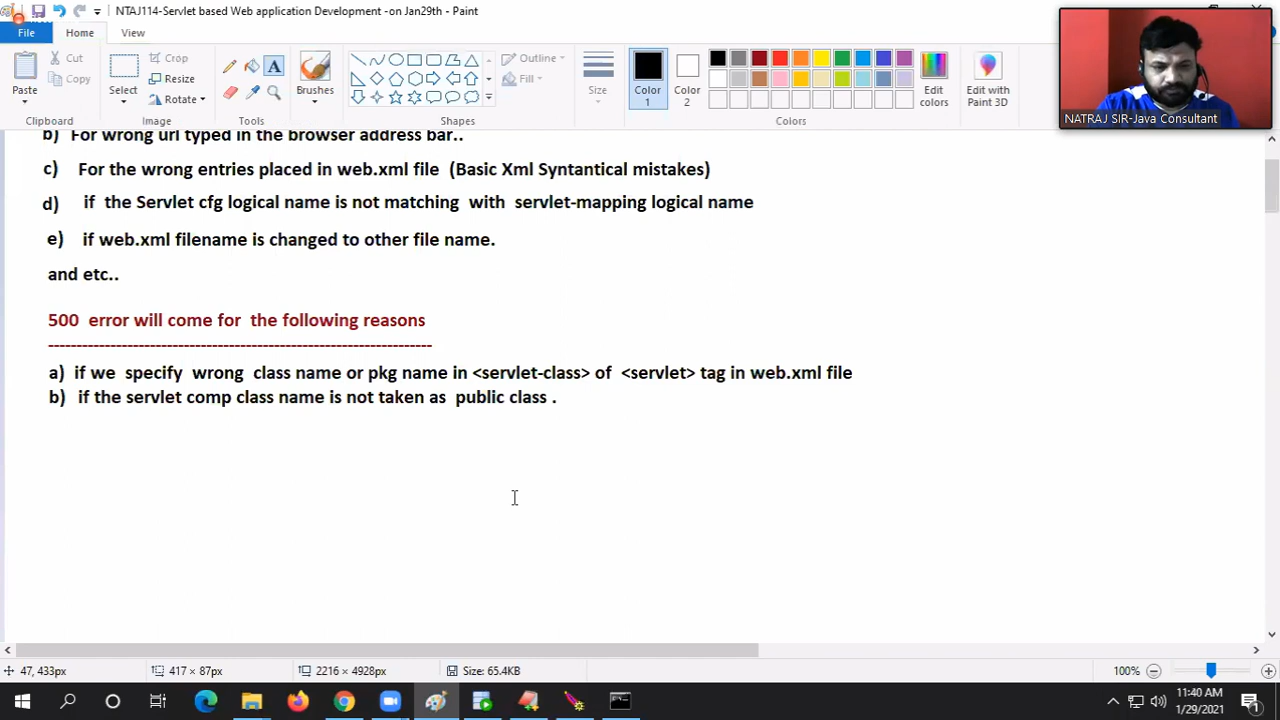 NTAJ114-Servlet based Web application Development -on Jan29th - Paint
File Home View
Paste
Cut
Copy
Clipboard
Select
Crop
Resize
Rotate
Image
A
Tools
Brushes
Outline
Fill
Shapes
Size
Color 1
Color 2
Edit colors
Colors
Edit with Paint 3D
NATRAJ SIR-Java Consultant
b) For wrong url typed in the browser address bar..
c) For the wrong entries placed in web.xml file (Basic Xml Syntantical mistakes)
d) if the Servlet cfg logical name is not matching with servlet-mapping logical name
e) if web.xml filename is changed to other file name.
and etc..
500 error will come for the following reasons
--------------------------------------------------------------------
a) if we specify wrong class name or pkg name in <servlet-class> of <servlet> tag in web.xml file
b) if the servlet comp class name is not taken as public class .
47, 433px 417 × 87px 2216 × 4928px Size: 65.4KB 100%
11:40 AM
1/29/2021